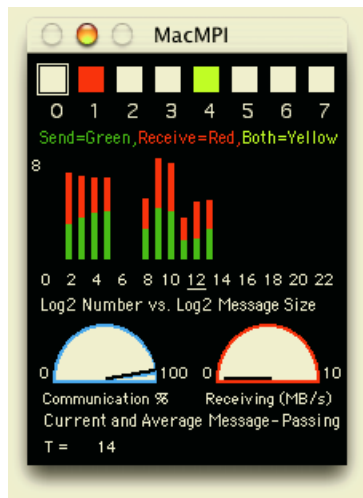 MacMPI
0 1 2 3 4 5 6 7
Send=Green,Receive=Red,Both=Yellow
8
0 2 4 6 8 10 12 14 16 18 20 22
Log2 Number vs. Log2 Message Size
0 100 0 10
Communication % Receiving (MB/s)
Current and Average Message-Passing
T = 14